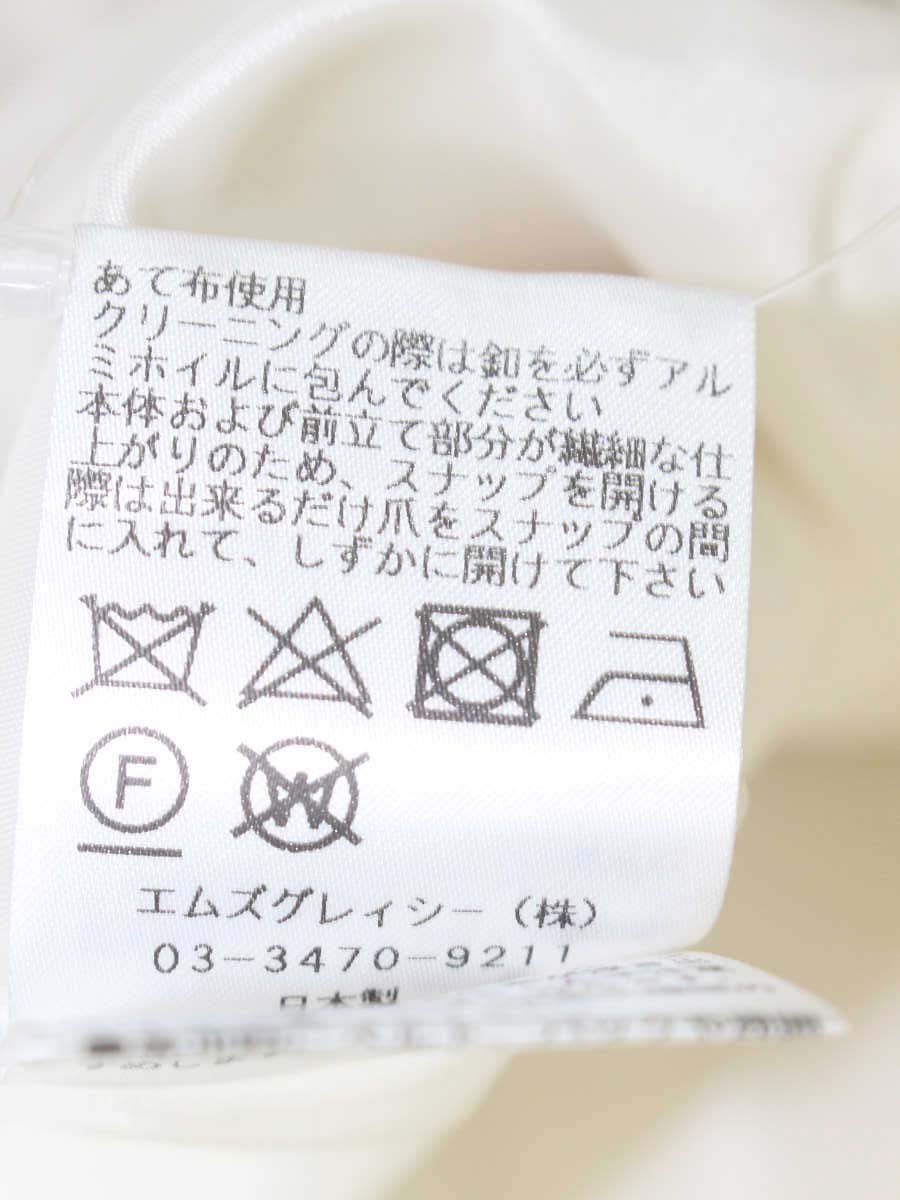 あて布使用
クリーニングの際は釦を必ずアル
ミホイルに包んでください
本体および前立て部分が繊細な仕
上がりのため、スナップを開ける
際は出来るだけ爪をスナップの間
に入れて、しずかに開けて下さい
F
W
エムズグレイシー（株）
03-3470-9211
日本製